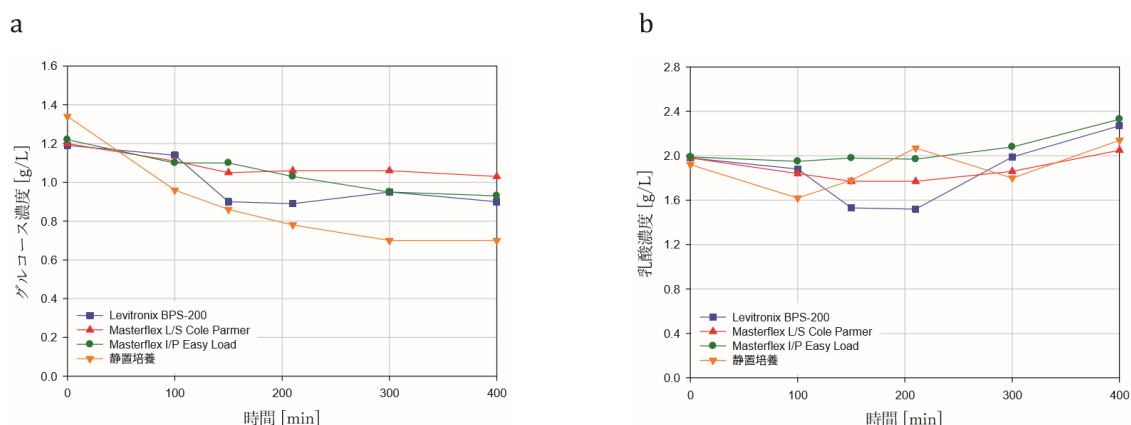 a
グルコース濃度 [g/L]
1.6
1.4
1.2
1.0
0.8
0.6
0.4
0.2
0.0
Levitronix BPS-200
Masterflex L/S Cole Parmer
Masterflex I/P Easy Load
静置培養
0 100 200 300 400
時間 [min]
b
乳酸濃度 [g/L]
2.8
2.4
2.0
1.6
1.2
0.8
0.4
0.0
Levitronix BPS-200
Masterflex L/S Cole Parmer
Masterflex I/P Easy Load
静置培養
0 100 200 300 400
時間 [min]